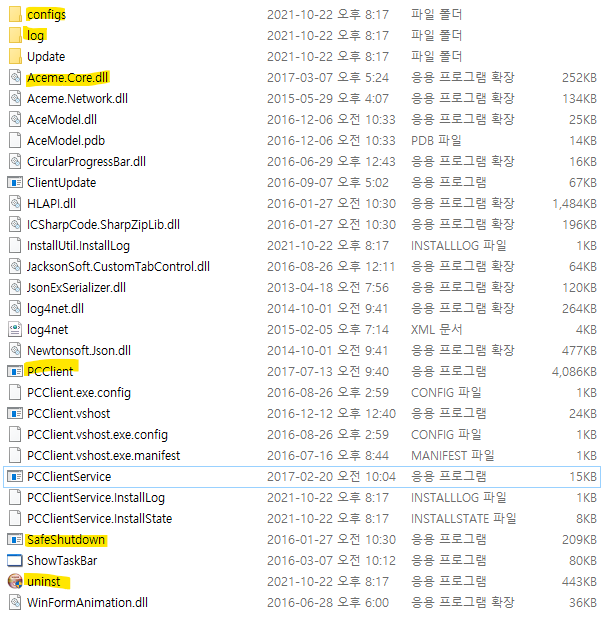 configs 2021-10-22 오후 8:17 파일 폴더
log 2021-10-22 오후 8:17 파일 폴더
Update 2021-10-22 오후 8:17 파일 폴더
Aceme.Core.dll 2017-03-07 오후 5:24 응용 프로그램 확장 252KB
Aceme.Network.dll 2015-05-29 오후 4:07 응용 프로그램 확장 134KB
AceModel.dll 2016-12-06 오전 10:33 응용 프로그램 확장 25KB
AceModel.pdb 2016-12-06 오전 10:33 PDB 파일 14KB
CircularProgressBar.dll 2016-06-29 오후 12:43 응용 프로그램 확장 16KB
ClientUpdate 2016-09-07 오후 5:02 응용 프로그램 67KB
HLAPI.dll 2016-01-27 오전 10:30 응용 프로그램 확장 1,484KB
ICSharpCode.SharpZipLib.dll 2016-01-27 오전 10:30 응용 프로그램 확장 196KB
InstallUtil.InstallLog 2021-10-22 오후 8:17 INSTALLLOG 파일 1KB
JacksonSoft.CustomTabControl.dll 2016-08-26 오후 12:11 응용 프로그램 확장 64KB
JsonExSerializer.dll 2013-04-18 오전 7:56 응용 프로그램 확장 120KB
log4net.dll 2014-10-01 오전 9:41 응용 프로그램 확장 264KB
log4net 2015-02-05 오후 7:14 XML 문서 4KB
Newtonsoft.Json.dll 2014-10-01 오전 9:41 응용 프로그램 확장 477KB
PCClient 2017-07-13 오전 9:40 응용 프로그램 4,086KB
PCClient.exe.config 2016-08-26 오후 2:59 CONFIG 파일 1KB
PCClient.vshost 2016-12-12 오후 12:40 응용 프로그램 24KB
PCClient.vshost.exe.config 2016-08-26 오후 2:59 CONFIG 파일 1KB
PCClient.vshost.exe.manifest 2016-07-16 오후 8:44 MANIFEST 파일 1KB
PCClientService 2017-02-20 오전 10:04 응용 프로그램 15KB
PCClientService.InstallLog 2021-10-22 오후 8:17 INSTALLLOG 파일 1KB
PCClientService.InstallState 2021-10-22 오후 8:17 INSTALLSTATE 파일 8KB
SafeShutdown 2016-01-27 오전 10:30 응용 프로그램 209KB
ShowTaskBar 2016-03-07 오전 10:12 응용 프로그램 80KB
uninst 2021-10-22 오후 8:17 응용 프로그램 443KB
WinFormAnimation.dll 2016-06-28 오후 6:00 응용 프로그램 확장 36KB